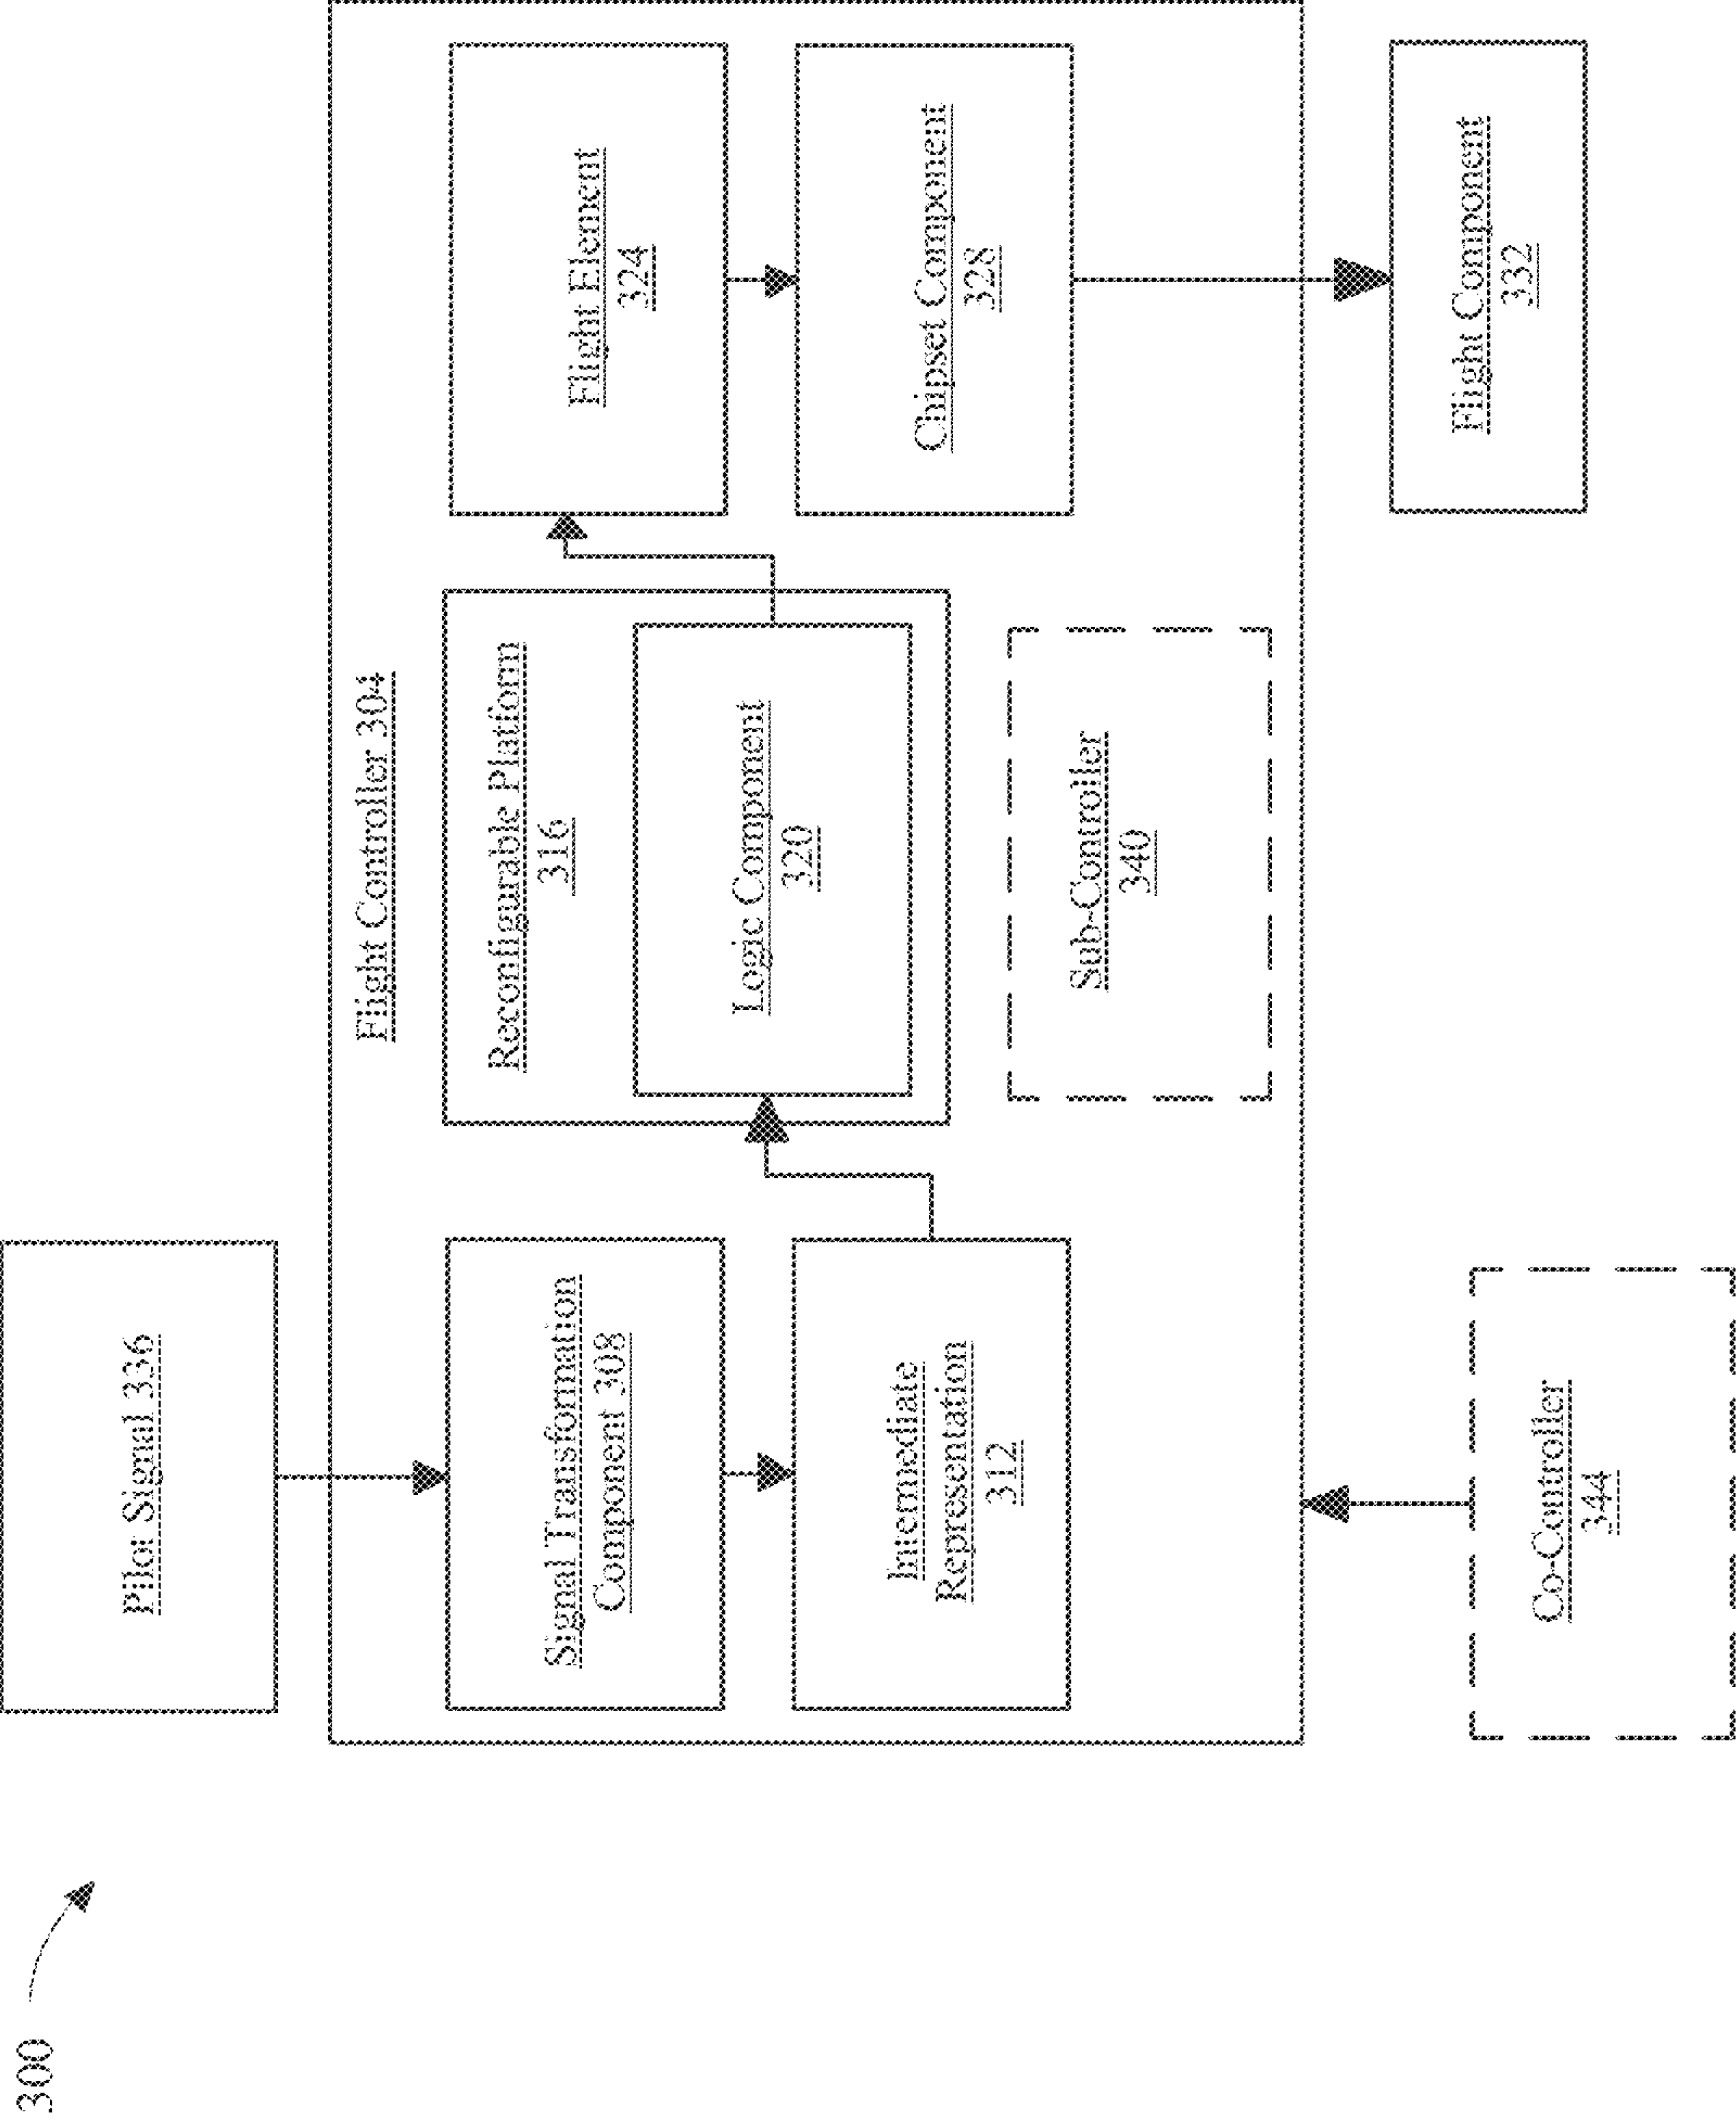 300
Pilot Signal 336
Flight Controller 304
Signal Transformation
Component 308
Intermediate
Representation
312
Reconfigurable Platform
316
Logic Component
320
Sub-Controller
340
Flight Element
324
Chipset Component
328
Co-Controller
344
Flight Component
332